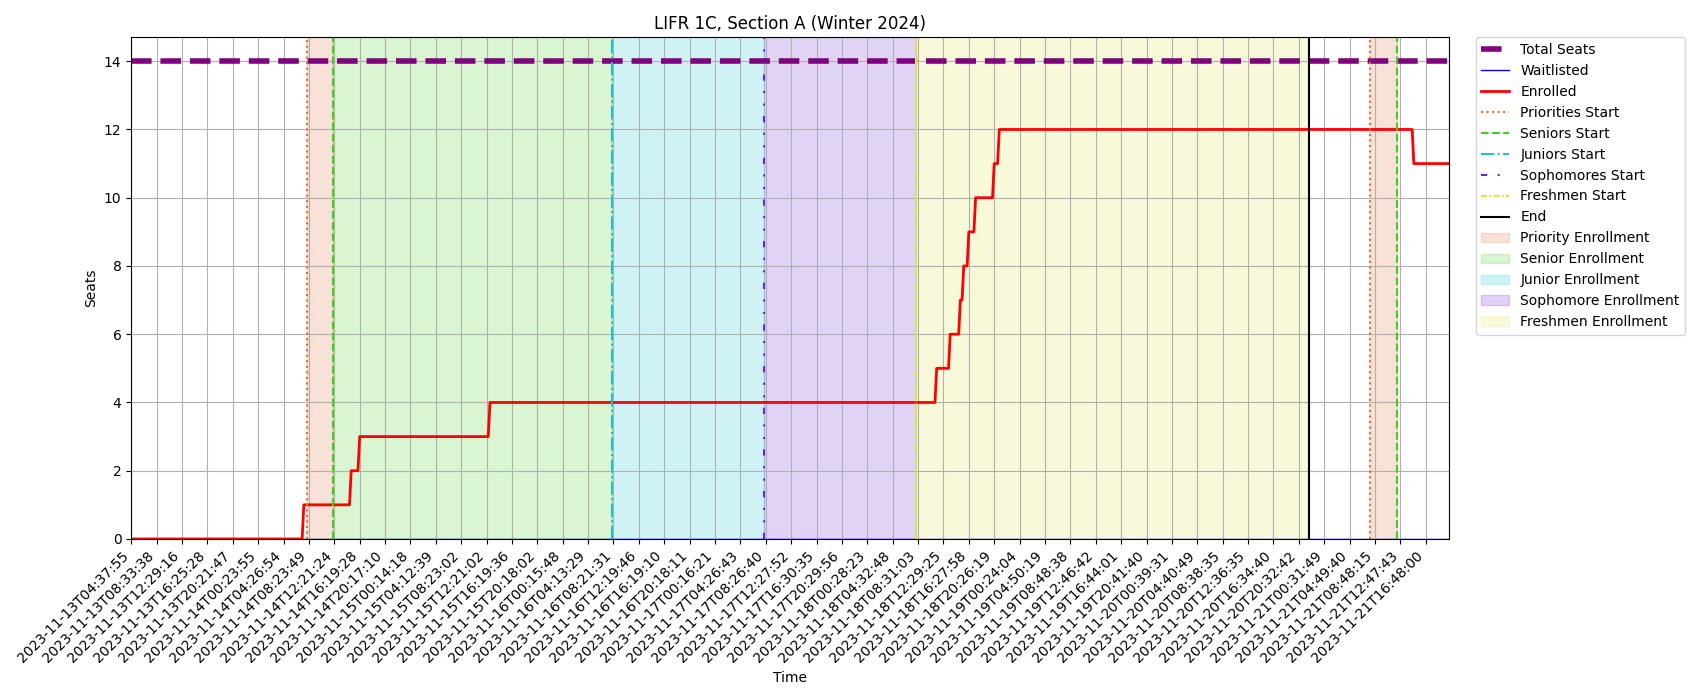 LIFR 1C, Section A (Winter 2024)
14
12
10
8
6
4
2
0
Seats
2023-11-13T04:37:55
2023-11-13T08:33:38
2023-11-13T12:29:16
2023-11-13T16:25:28
2023-11-13T20:21:47
2023-11-14T00:23:55
2023-11-14T04:26:54
2023-11-14T08:23:49
2023-11-14T12:21:24
2023-11-14T16:19:28
2023-11-14T20:17:10
2023-11-15T00:14:18
2023-11-15T04:12:39
2023-11-15T08:23:02
2023-11-15T12:21:02
2023-11-15T16:19:36
2023-11-15T20:18:02
2023-11-16T00:15:48
2023-11-16T04:13:29
2023-11-16T08:21:31
2023-11-16T12:19:46
2023-11-16T16:19:10
2023-11-16T20:18:11
2023-11-17T00:16:21
2023-11-17T04:26:43
2023-11-17T08:26:40
2023-11-17T12:27:52
2023-11-17T16:30:35
2023-11-17T20:29:56
2023-11-18T00:28:23
2023-11-18T04:32:48
2023-11-18T08:31:03
2023-11-18T12:29:25
2023-11-18T16:27:58
2023-11-18T20:26:19
2023-11-19T00:24:04
2023-11-19T04:50:19
2023-11-19T08:48:38
2023-11-19T12:46:42
2023-11-19T16:44:01
2023-11-19T20:41:40
2023-11-20T00:39:31
2023-11-20T04:40:49
2023-11-20T08:38:35
2023-11-20T12:36:35
2023-11-20T16:34:40
2023-11-20T20:32:42
2023-11-21T00:31:49
2023-11-21T04:49:40
2023-11-21T08:48:15
2023-11-21T12:47:43
2023-11-21T16:48:00
Time
Total Seats
Waitlisted
Enrolled
Priorities Start
Seniors Start
Juniors Start
Sophomores Start
Freshmen Start
End
Priority Enrollment
Senior Enrollment
Junior Enrollment
Sophomore Enrollment
Freshmen Enrollment